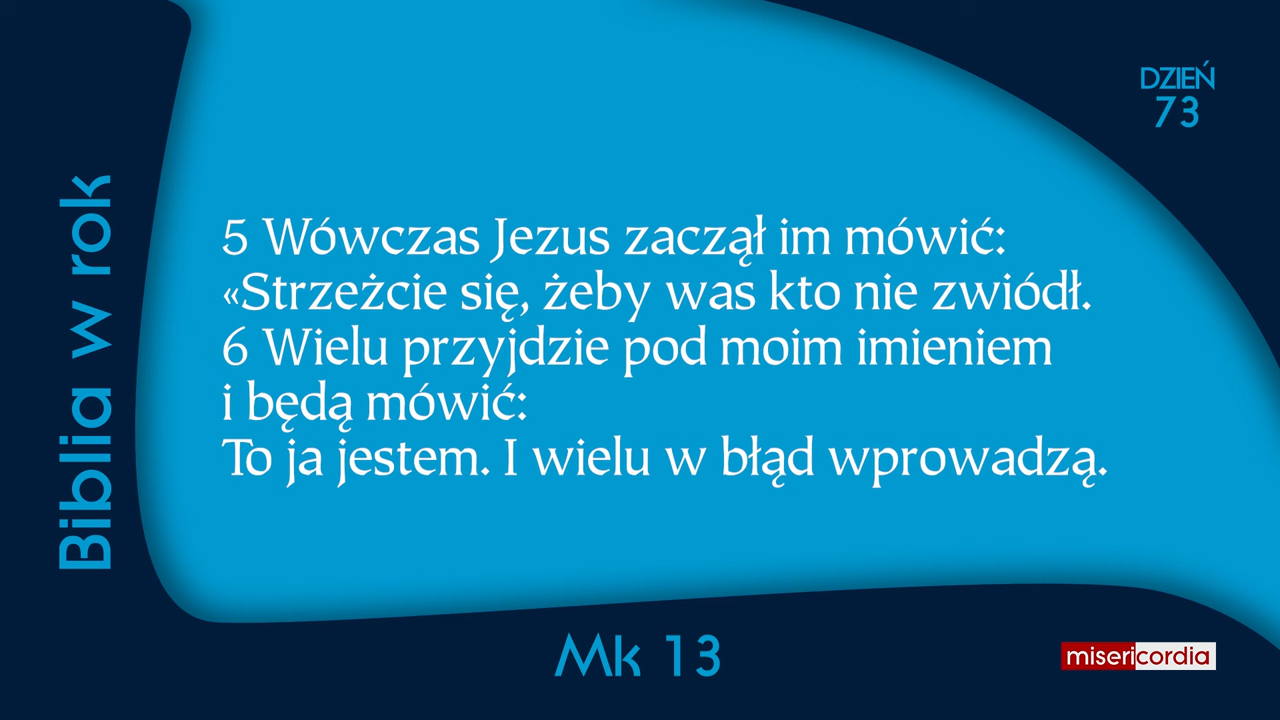 DZIEŃ
73
Biblia w rok
5 Wówczas Jezus zaczął im mówić:
«Strzeżcie się, żeby was kto nie zwiódł.
6 Wielu przyjdzie pod moim imieniem
i będą mówić:
To ja jestem. I wielu w błąd wprowadzą.
Mk 13
misericordia